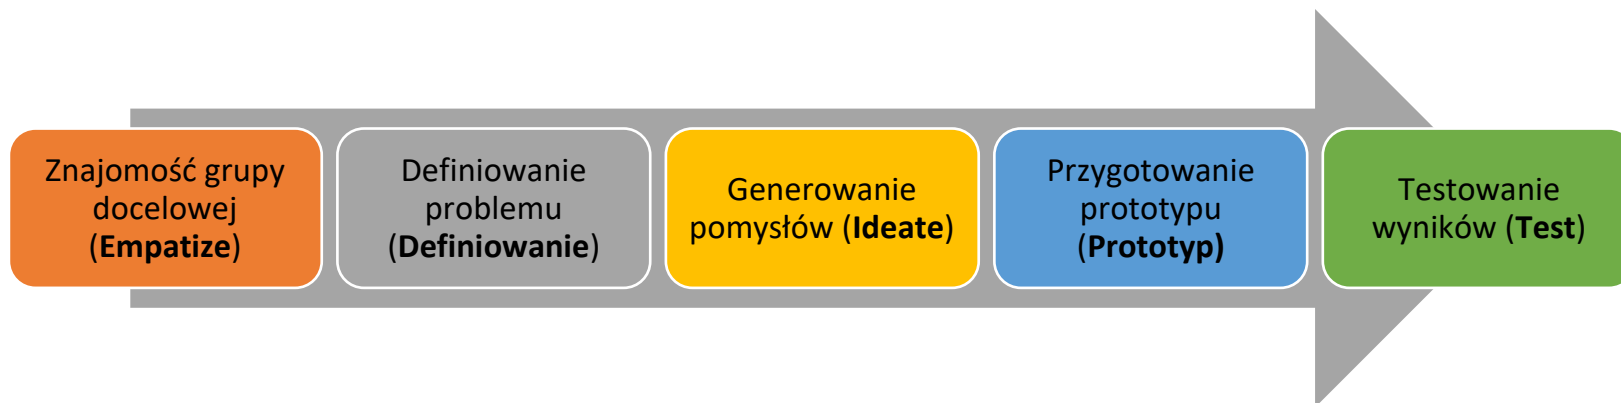 Znajomość grupy
docelowej
(Empatize)
Definiowanie
problemu
(Definiowanie)
Generowanie
pomysłów (Ideate)
Przygotowanie
prototypu
(Prototyp)
Testowanie
wyników (Test)